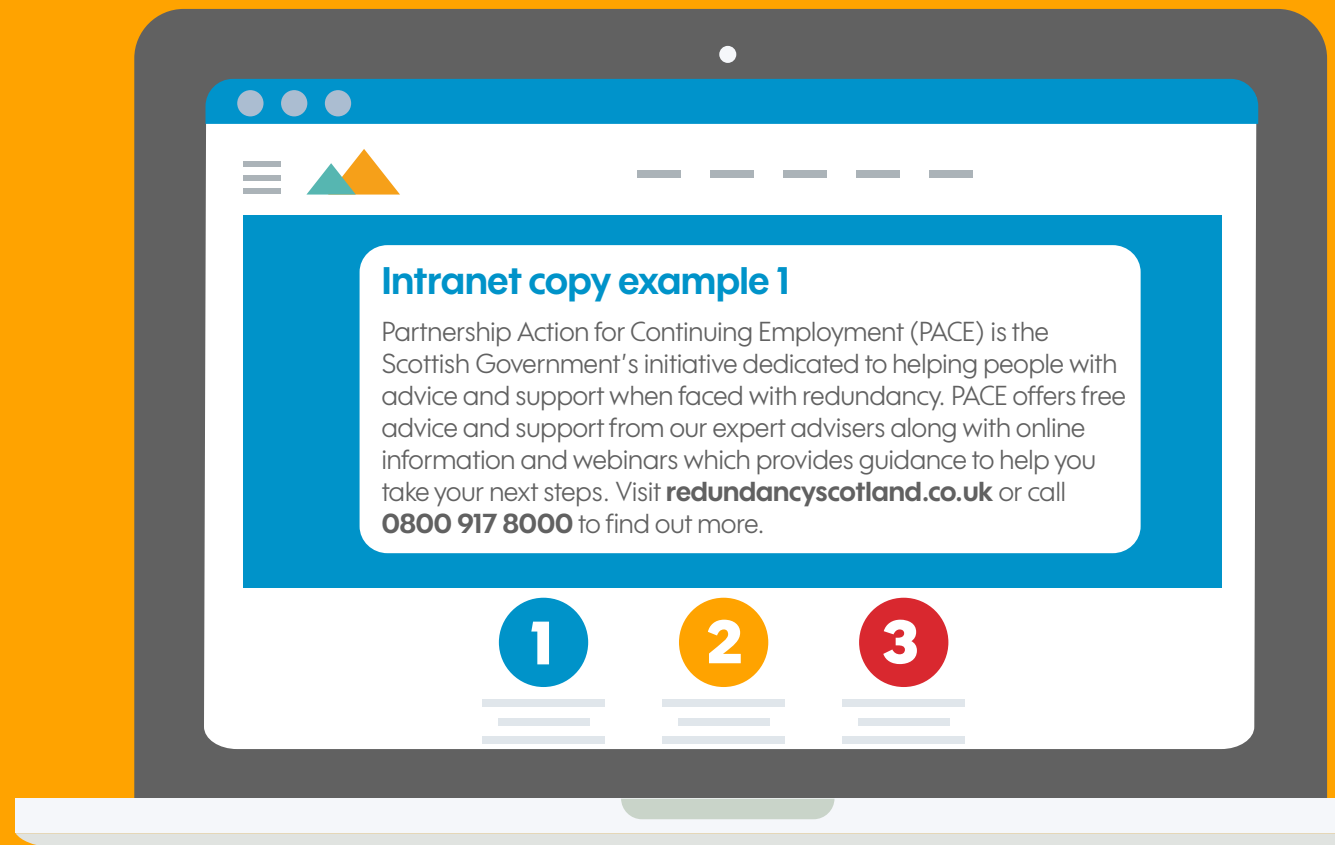 Intranet copy example 1
Partnership Action for Continuing Employment (PACE) is the
Scottish Government's initiative dedicated to helping people with
advice and support when faced with redundancy. PACE offers free
advice and support from our expert advisers along with online
information and webinars which provides guidance to help you
take your next steps. Visit redundancyscotland.co.uk or call
0800 917 8000 to find out more.
1 2 3